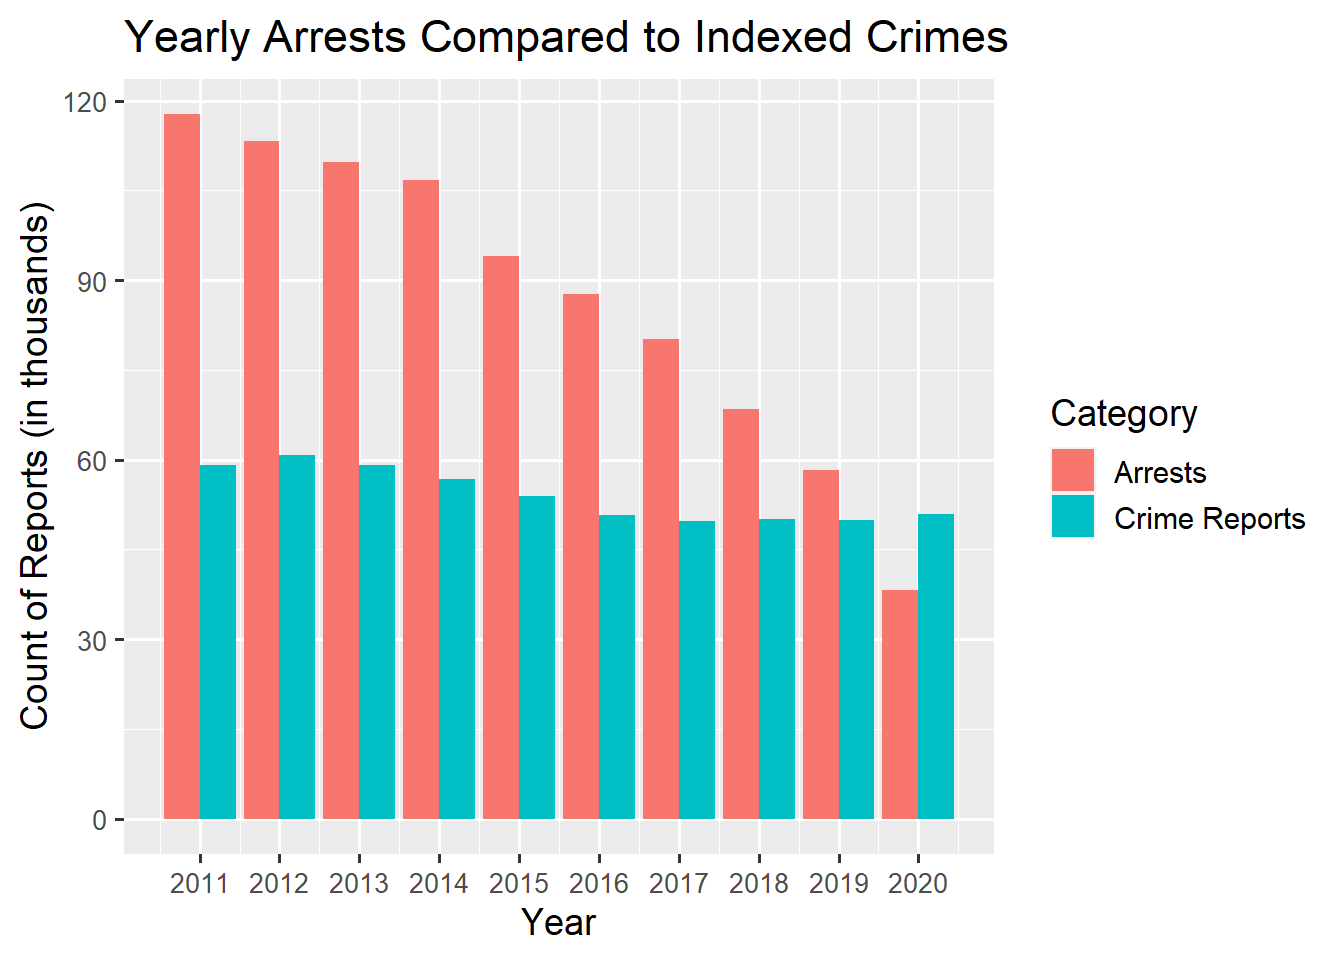 Yearly Arrests Compared to Indexed Crimes
120
90
60
30
0
Count of Reports (in thousands)
2011 2012 2013 2014 2015 2016 2017 2018 2019 2020
Year
Category
Arrests
Crime Reports